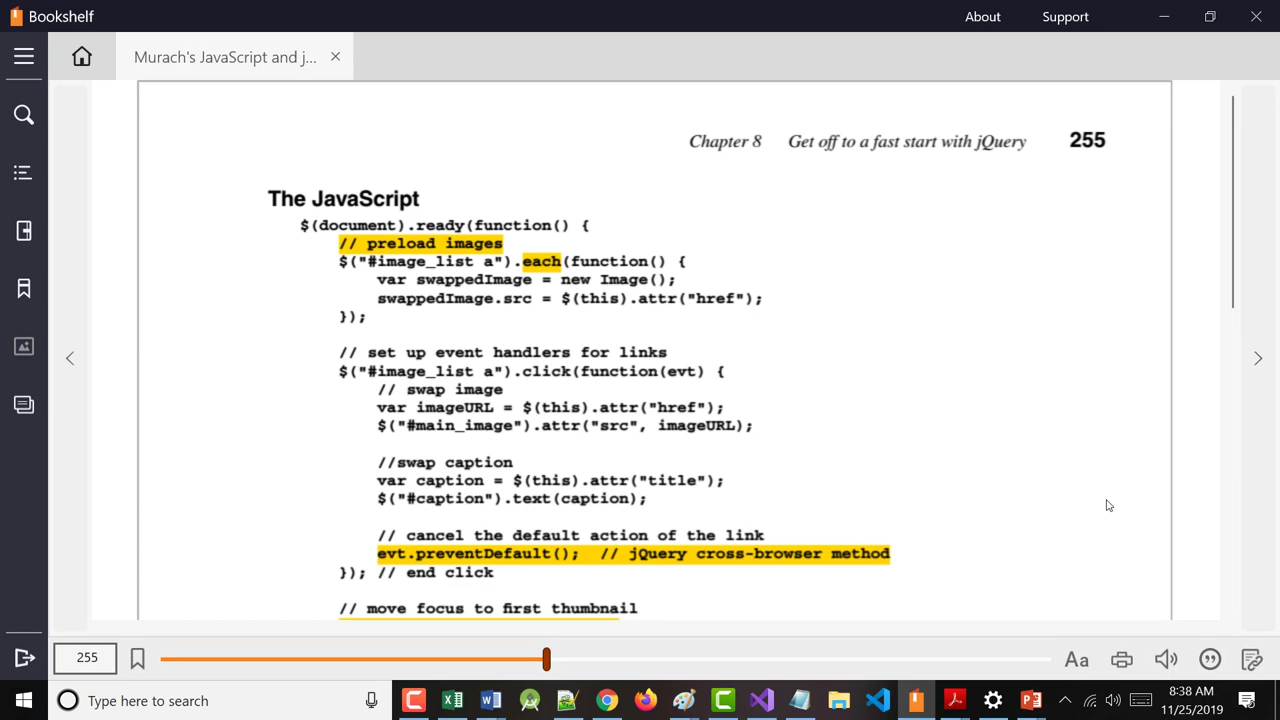 Bookshelf
About
Support
Murach's JavaScript and j...
Chapter 8 Get off to a fast start with jQuery 255
The JavaScript
$(document).ready(function() {
// preload images
$("#image_list a").each(function() {
var swappedImage = new Image();
swappedImage.src = $(this).attr("href");
});
// set up event handlers for links
$("#image_list a").click(function(evt) {
// swap image
var imageURL = $(this).attr("href");
$("#main_image").attr("src", imageURL);
//swap caption
var caption = $(this).attr("title");
$("#caption").text(caption);
// cancel the default action of the link
evt.preventDefault(); // jQuery cross-browser method
}); // end click
// move focus to first thumbnail
255
Aa
Type here to search
8:38 AM
11/25/2019